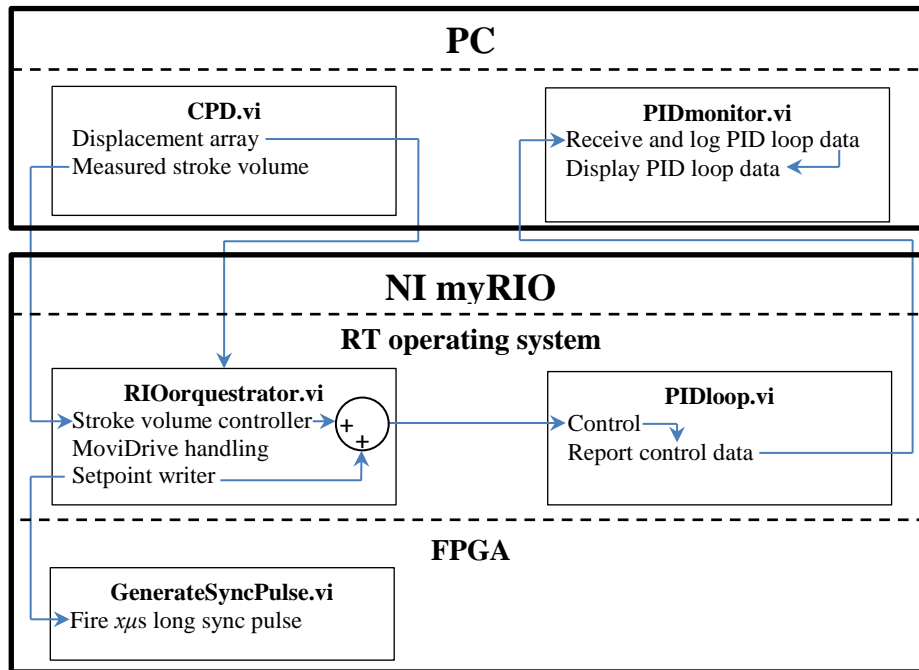 PC
CPD.vi
Displacement array
Measured stroke volume
PIDmonitor.vi
Receive and log PID loop data
Display PID loop data
NI myRIO
RT operating system
RIOorquestrator.vi
Stroke volume controller
MoviDrive handling
Setpoint writer
+
+
PIDloop.vi
Control
Report control data
FPGA
GenerateSyncPulse.vi
Fire xμs long sync pulse